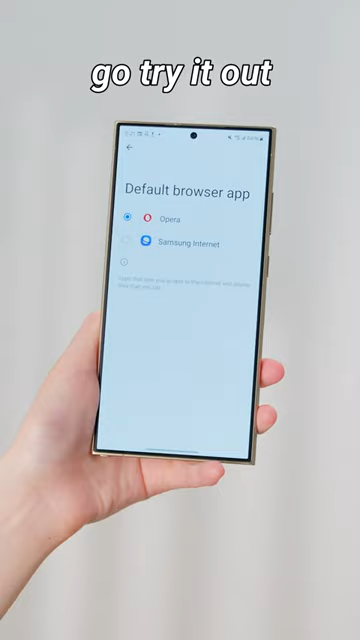 go try it out
Default browser app
Opera
Samsung Internet